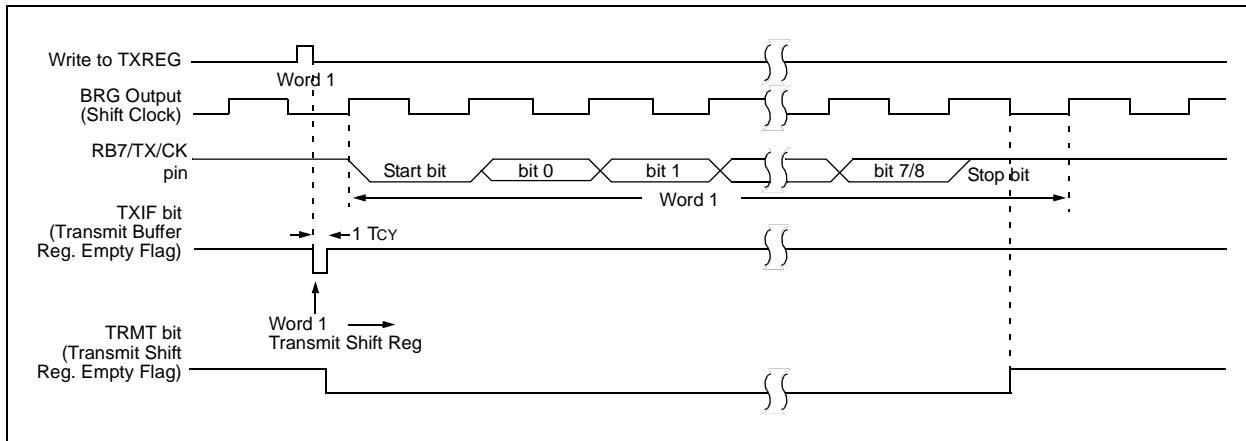 Write to TXREG
Word 1
BRG Output
(Shift Clock)
RB7/TX/CK
pin
Start bit
bit 0
bit 1
bit 7/8
Stop bit
Word 1
TXIF bit
(Transmit Buffer
Reg. Empty Flag)
1 TCY
Word 1
Transmit Shift Reg
TRMT bit
(Transmit Shift
Reg. Empty Flag)